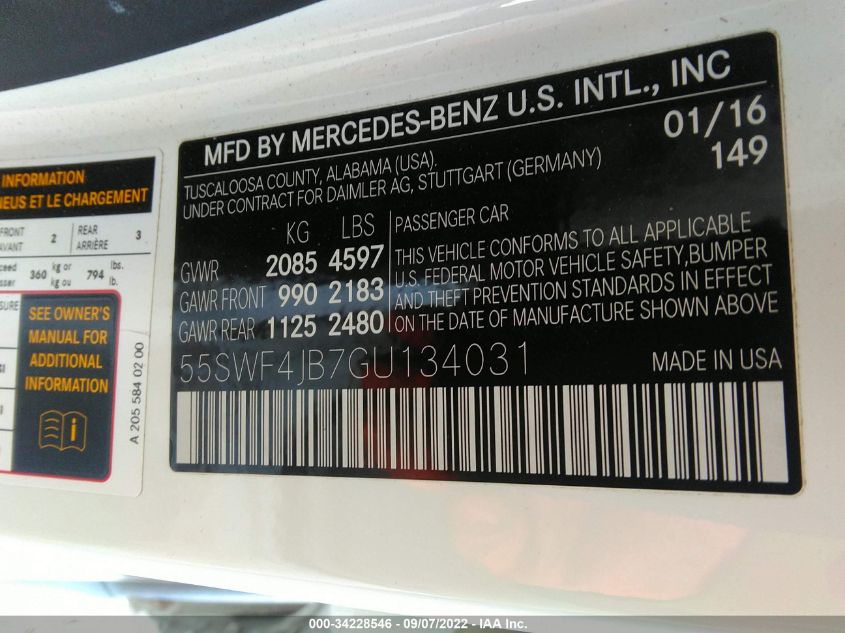 INFORMATION
NEUS ET LE CHARGEMENT
FRONT
AVANT 2 REAR
ARRIÈRE 3
360 kg or
kg ou 794 lbs.
lb.
SEE OWNER'S
MANUAL FOR
ADDITIONAL
INFORMATION
A 205 584 02 00
MFD BY MERCEDES-BENZ U.S. INTL., INC
TUSCALOOSA COUNTY, ALABAMA (USA).
UNDER CONTRACT FOR DAIMLER AG, STUTTGART (GERMANY)
01/16
149
KG LBS
GVWR 2085 4597
GAWR FRONT 990 2183
GAWR REAR 1125 2480
PASSENGER CAR
THIS VEHICLE CONFORMS TO ALL APPLICABLE
U.S. FEDERAL MOTOR VEHICLE SAFETY,BUMPER
AND THEFT PREVENTION STANDARDS IN EFFECT
ON THE DATE OF MANUFACTURE SHOWN ABOVE
55SWF4JB7GU134031
MADE IN USA
000-34228546 - 09/07/2022 - IAA Inc.